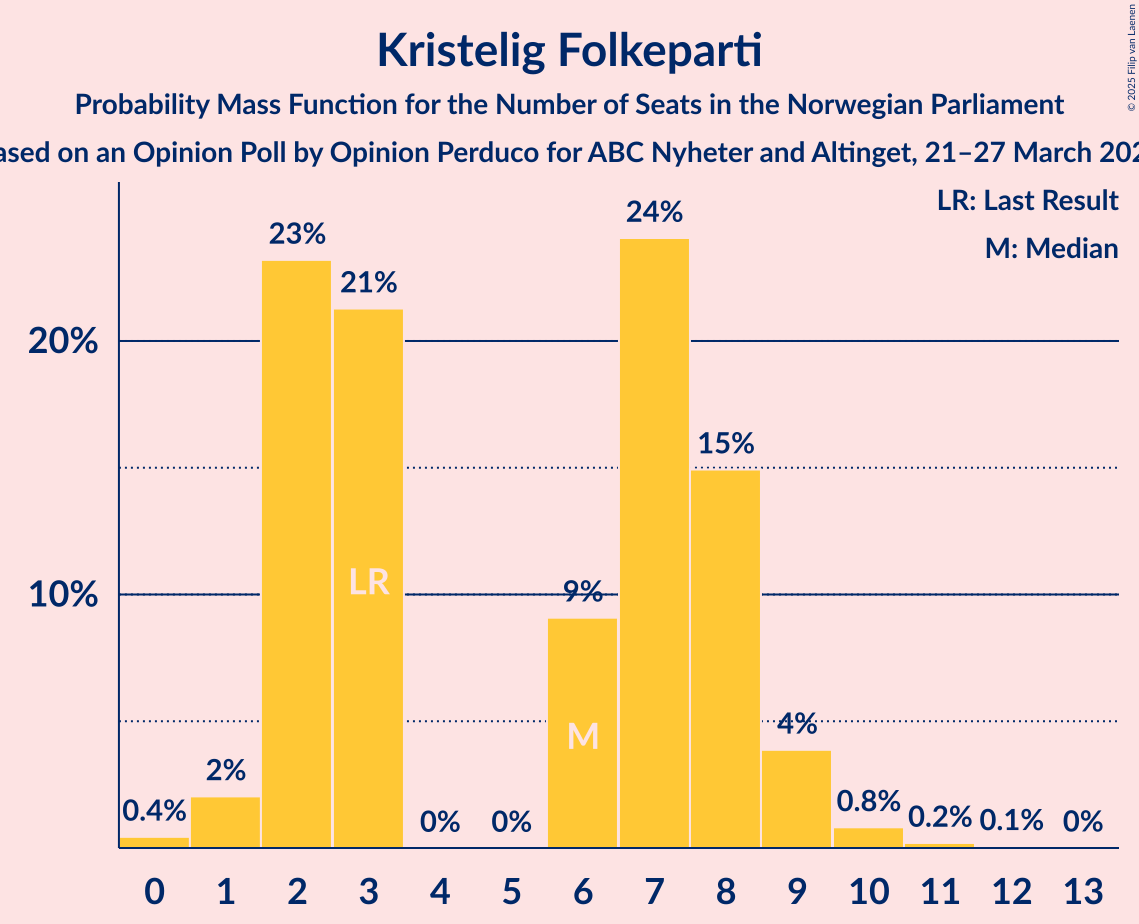 Kristelig Folkeparti
Probability Mass Function for the Number of Seats in the Norwegian Parliament
on an Opinion Poll by Opinion Perduco for ABC Nyheter and Altinget, 21–27 March
© 2025 Filip van Laenen
LR: Last Result
M: Median
24%
23%
21%
20%
15%
LR
10%
9%
M
4%
2%
0.4%
0%
0%
0.8%
0.2%
0.1%
0%
0 1 2 3 4 5 6 7 8 9 10 11 12 13